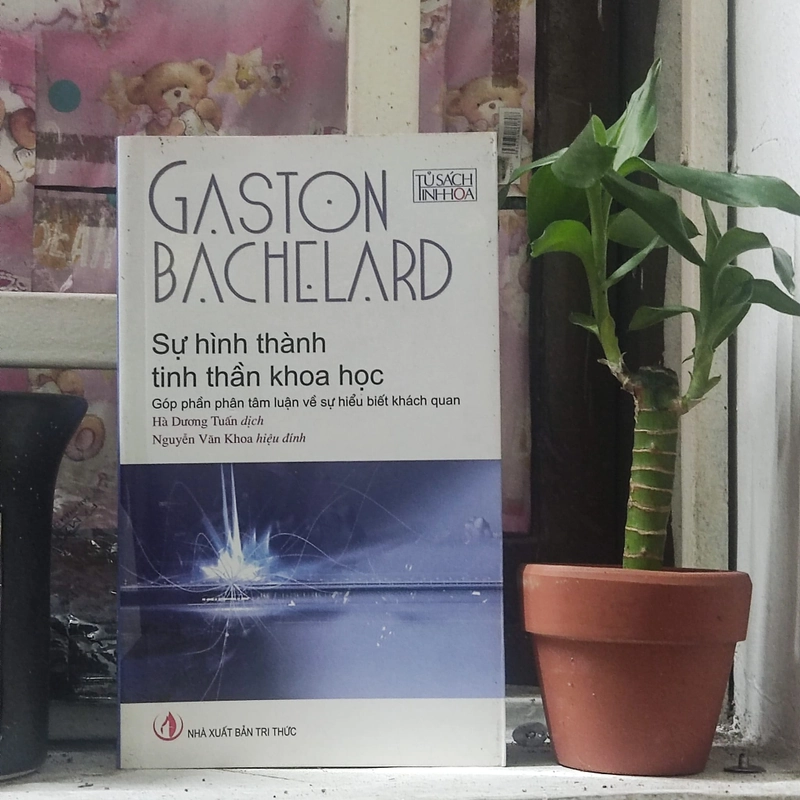 GASTON
BACHELARD
TỦ SÁCH
TINH HOA
Sự hình thành
tinh thần khoa học
Góp phần phân tâm luận về sự hiểu biết khách quan
Hà Dương Tuấn dịch
Nguyễn Văn Khoa hiệu đính
NHÀ XUẤT BẢN TRI THỨC